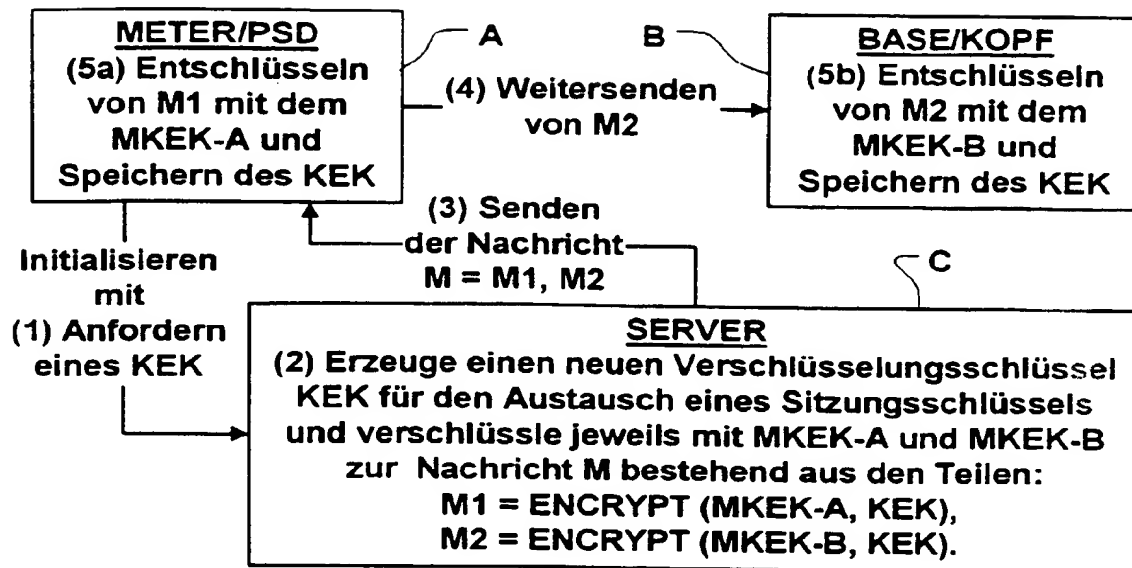 METER/PSD
(5a) Entschlüsseln
von M1 mit dem
MKEK-A und
Speichern des KEK
A
B
(4) Weitersenden
von M2
BASE/KOPF
(5b) Entschlüsseln
von M2 mit dem
MKEK-B und
Speichern des KEK
(3) Senden
der Nachricht
M = M1, M2
Initialisieren
mit
(1) Anfordern
eines KEK
C
SERVER
(2) Erzeuge einen neuen Verschlüsselungsschlüssel
KEK für den Austausch eines Sitzungsschlüssels
und verschlüssle jeweils mit MKEK-A und MKEK-B
zur Nachricht M bestehend aus den Teilen:
M1 = ENCRYPT (MKEK-A, KEK),
M2 = ENCRYPT (MKEK-B, KEK).